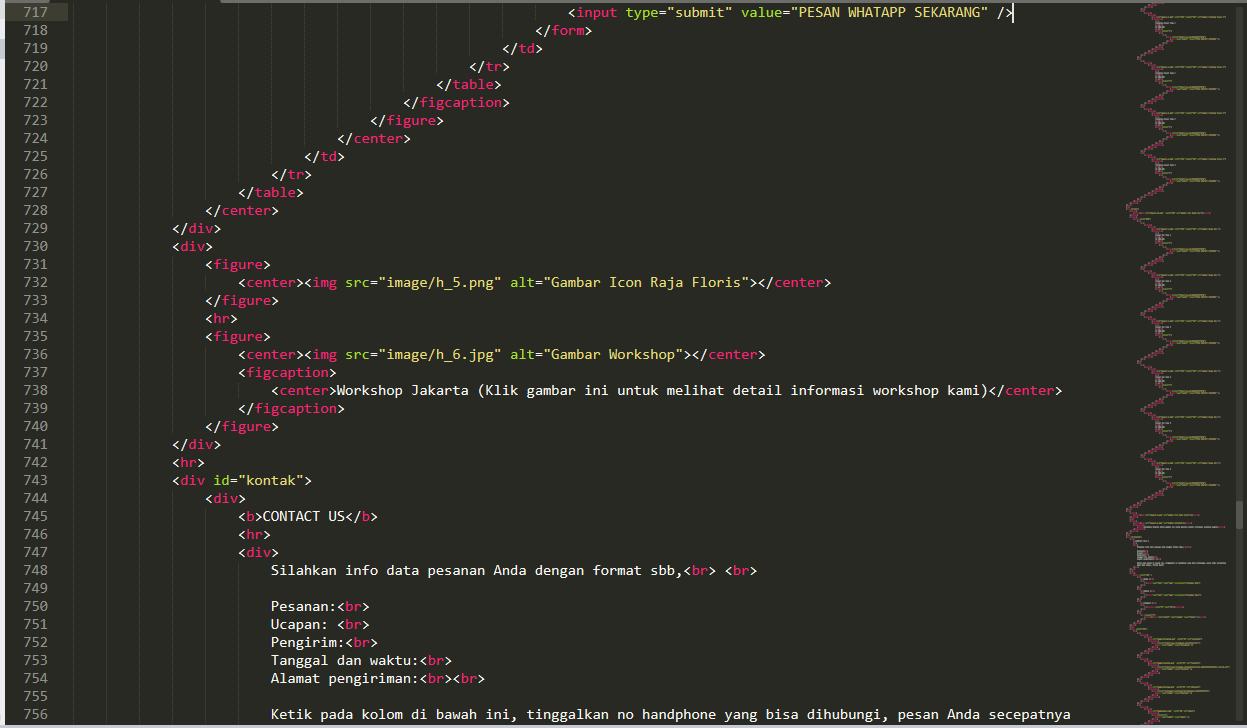 717 <input type="submit" value="PESAN WHATAPP SEKARANG" />
718 </form>
719 </td>
720 </tr>
721 </table>
722 </figcaption>
723 </figure>
724 </center>
725 </td>
726 </tr>
727 </table>
728 </center>
729 </div>
730 <div>
731 <figure>
732 <center><img src="image/h_5.png" alt="Gambar Icon Raja Floris"></center>
733 </figure>
734 <hr>
735 <figure>
736 <center><img src="image/h_6.jpg" alt="Gambar Workshop"></center>
737 <figcaption>
738 <center>Workshop Jakarta (Klik gambar ini untuk melihat detail informasi workshop kami)</center>
739 </figcaption>
740 </figure>
741 </div>
742 <hr>
743 <div id="kontak">
744 <div>
745 <b>CONTACT US</b>
746 <hr>
747 <div>
748 Silahkan info data pesanan Anda dengan format sbb,<br> <br>
749
750 Pesanan:<br>
751 Ucapan: <br>
752 Pengirim:<br>
753 Tanggal dan waktu:<br>
754 Alamat pengiriman:<br><br>
755
756 Ketik pada kolom di bawah ini, tinggalkan no handphone yang bisa dihubungi, pesan Anda secepatnya